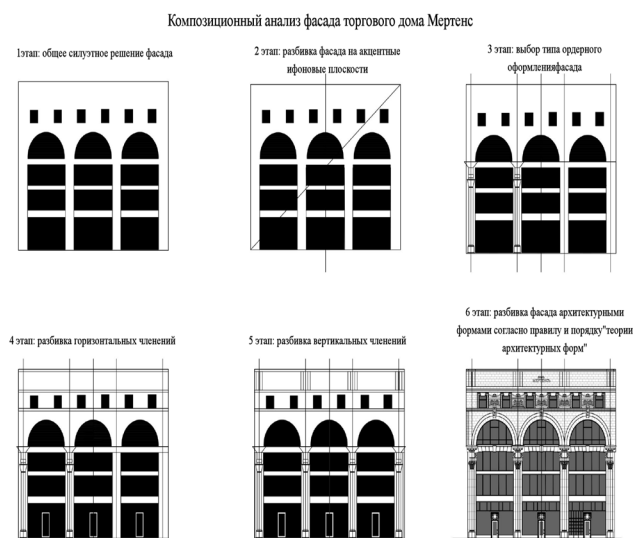 Композиционный анализ фасада торгового дома Мертенс
1этап: общее силуэтное решение фасада
2 этап: разбивка фасада на акцентные
ифоновые плоскости
3 этап: выбор типа ордерного
оформленияфасада
4 этап: разбивка горизонтальных членений
5 этап: разбивка вертикальных членений
6 этап: разбивка фасада архитектурными
формами согласно правилу и порядку"теории
архитектурных форм"